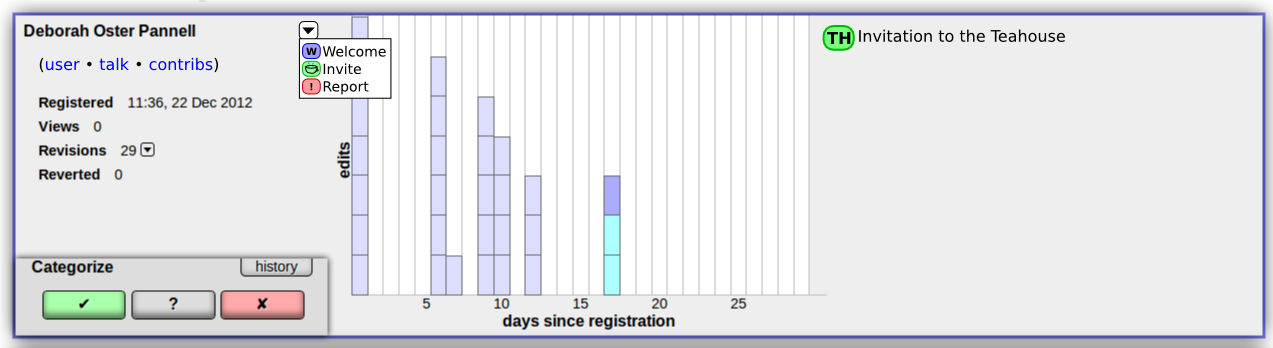 Deborah Oster Pannell
(user • talk • contribs)
W Welcome
Invite
! Report
Registered 11:36, 22 Dec 2012
Views 0
Revisions 29
Reverted 0
Categorize history
✔ ? ✘
edits
5 10 15 20 25
days since registration
TH Invitation to the Teahouse